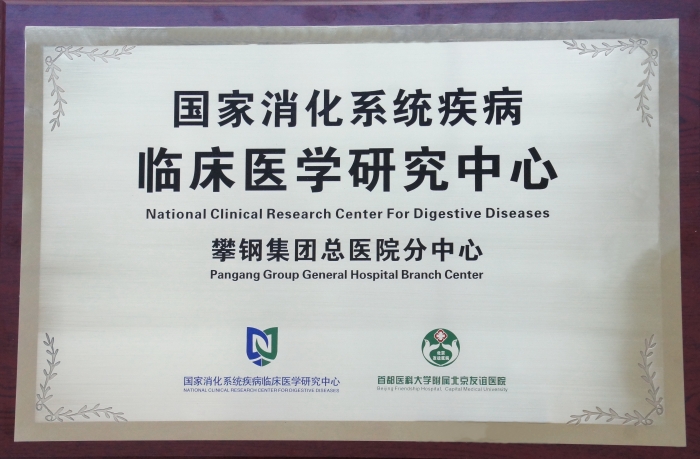 国家消化系统疾病
临床医学研究中心
National Clinical Research Center For Digestive Diseases
攀钢集团总医院分中心
Pangang Group General Hospital Branch Center
国家消化系统疾病临床医学研究中心
NATIONAL CLINICAL RESEARCH CENTER FOR DIGESTIVE DISEASES
首都医科大学附属北京友谊医院
Beijing Friendship Hospital, Capital Medical University